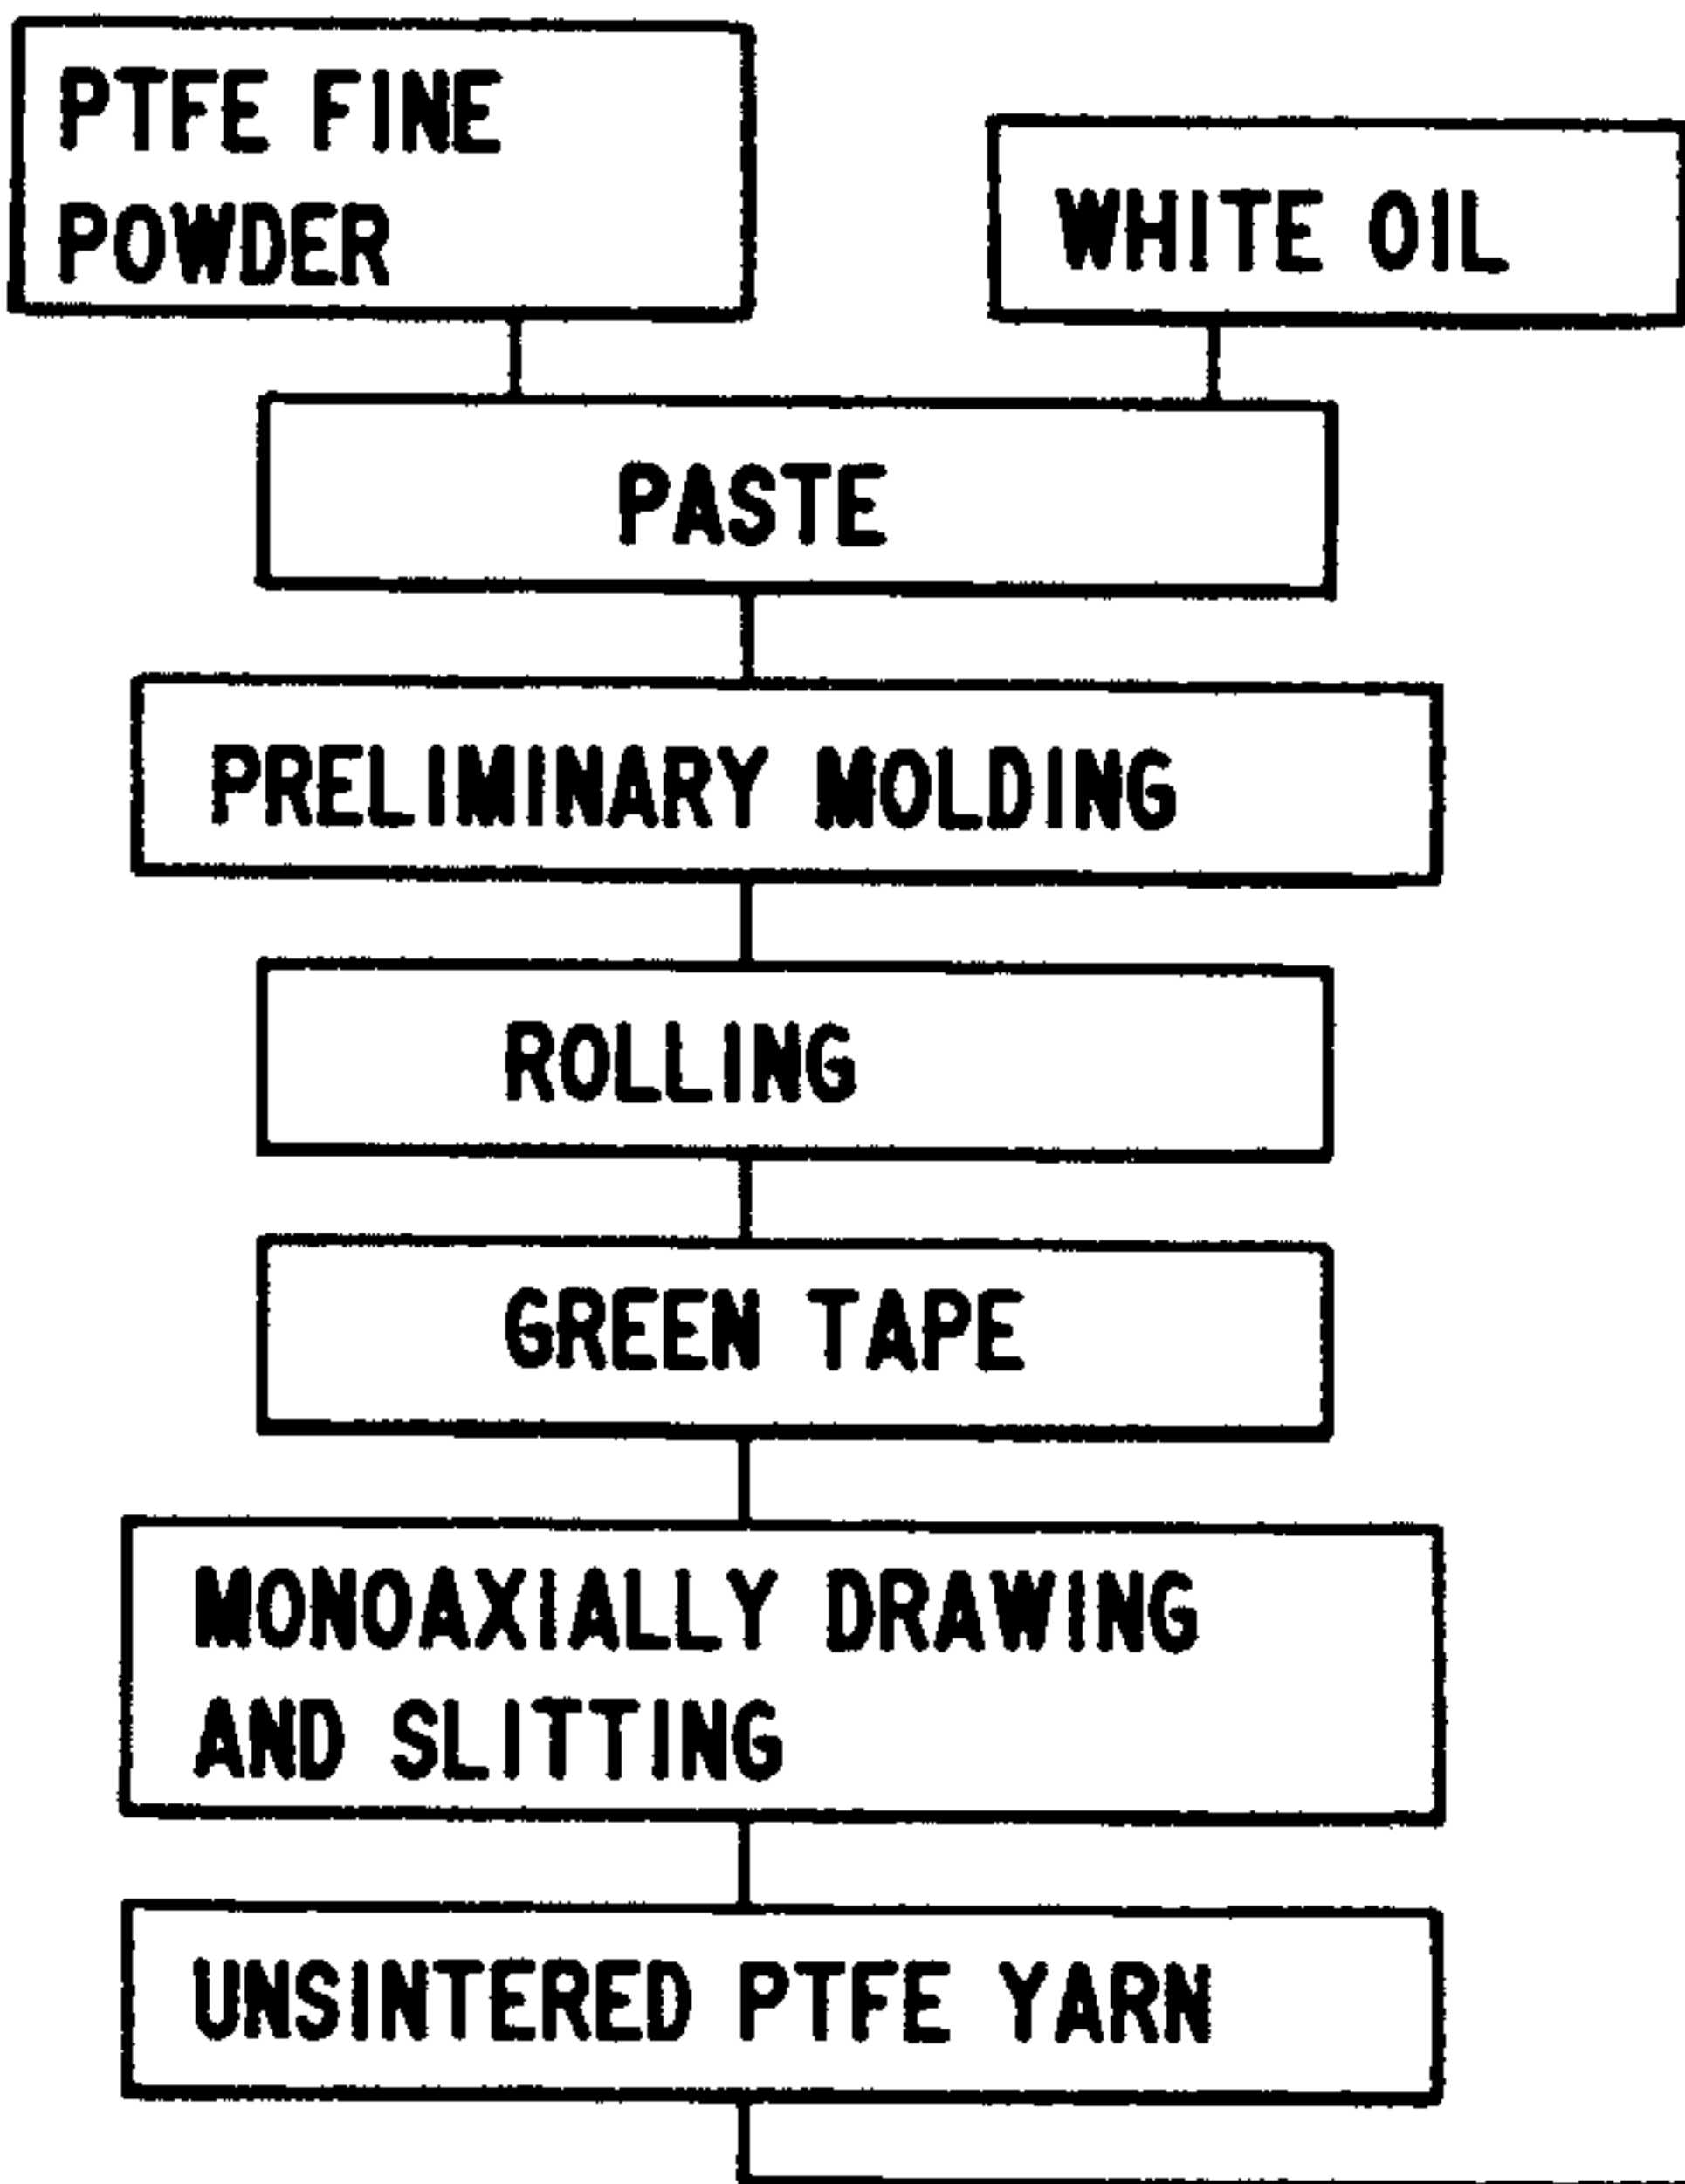 PTFE FINE
POWDER
WHITE OIL
PASTE
PRELIMINARY MOLDING
ROLLING
GREEN TAPE
MONOAXIALLY DRAWING
AND SLITTING
UNSINTERED PTFE YARN